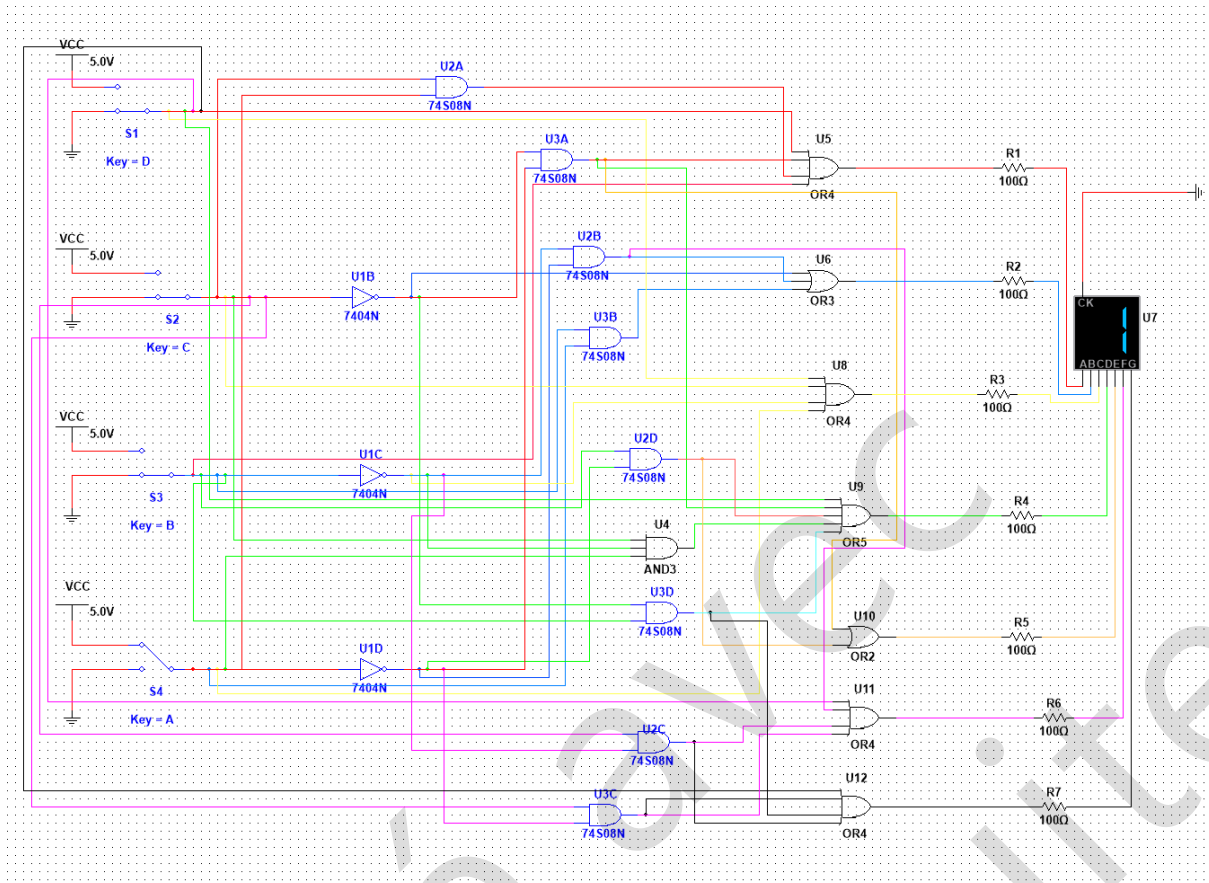 VCC
5.0V
S1
Key = D
VCC
5.0V
S2
Key = C
VCC
5.0V
S3
Key = B
VCC
5.0V
S4
Key = A
U1B
7404N
U1C
7404N
U1D
7404N
U2A
74S08N
U3A
74S08N
U2B
74S08N
U3B
74S08N
U2D
74S08N
U4
AND3
U3D
74S08N
U2C
74S08N
U3C
74S08N
U5
OR4
U6
OR3
U8
OR4
U9
OR5
U10
OR2
U11
OR4
U12
OR4
R1
100Ω
R2
100Ω
R3
100Ω
R4
100Ω
R5
100Ω
R6
100Ω
R7
100Ω
CK
1
U7
ABCDEFG
avec